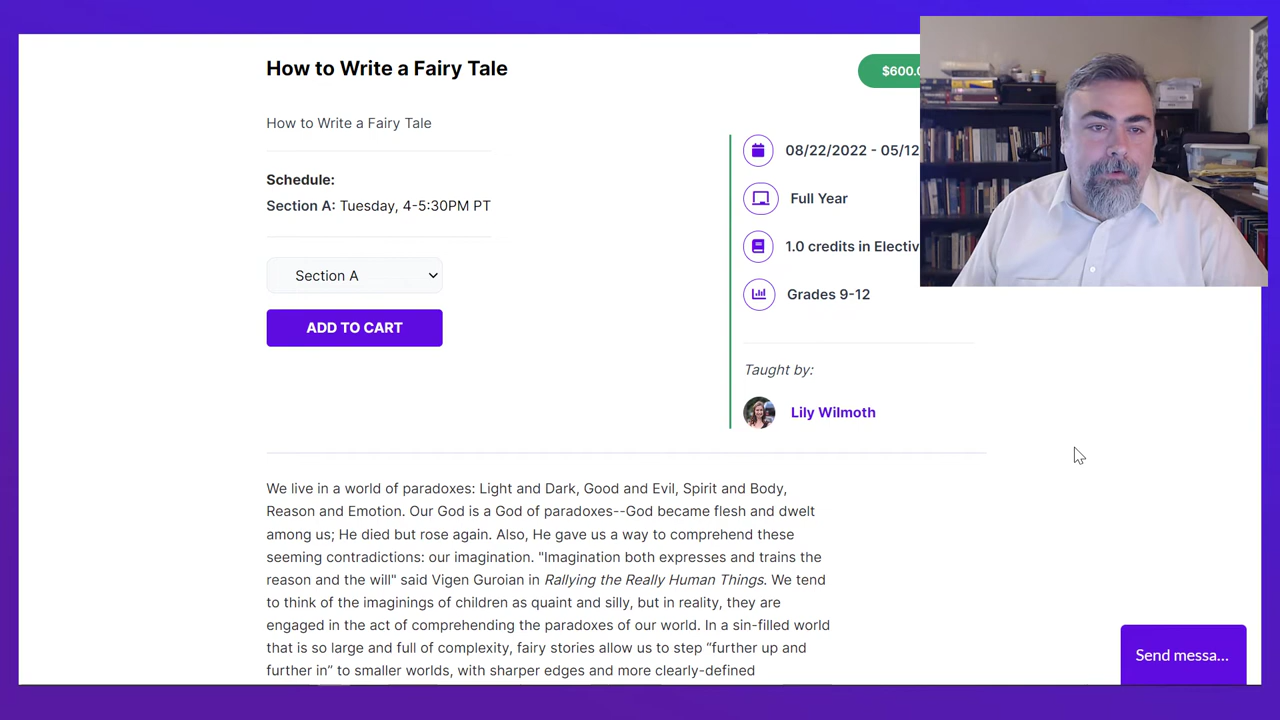 How to Write a Fairy Tale
$600.0
How to Write a Fairy Tale
08/22/2022 - 05/12
Schedule:
Full Year
Section A: Tuesday, 4-5:30PM PT
1.0 credits in Electiv
Section A
Grades 9-12
ADD TO CART
Taught by:
Lily Wilmoth
We live in a world of paradoxes: Light and Dark, Good and Evil, Spirit and Body,
Reason and Emotion. Our God is a God of paradoxes--God became flesh and dwelt
among us; He died but rose again. Also, He gave us a way to comprehend these
seeming contradictions: our imagination. "Imagination both expresses and trains the
reason and the will" said Vigen Guroian in Rallying the Really Human Things. We tend
to think of the imaginings of children as quaint and silly, but in reality, they are
engaged in the act of comprehending the paradoxes of our world. In a sin-filled world
that is so large and full of complexity, fairy stories allow us to step “further up and
further in” to smaller worlds, with sharper edges and more clearly-defined
Send messa...